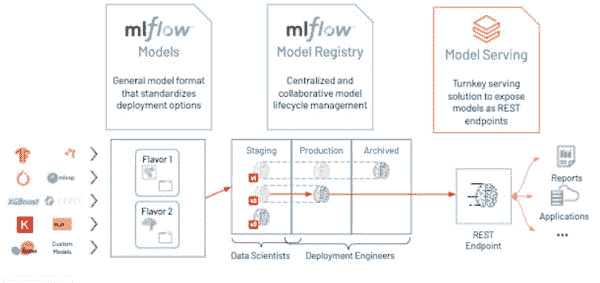 mlflow
Models
General model format
that standardizes
deployment options
mlflow
Model Registry
Centralized and
collaborative model
lifecycle management
Model Serving
Turnkey serving
solution to expose
models as REST
endpoints
XGBoost
ONNX
K
Custom
Models
Flavor 1
Flavor 2
Staging
Production
Archived
Data Scientists
Deployment Engineers
REST
Endpoint
Reports
Applications
...